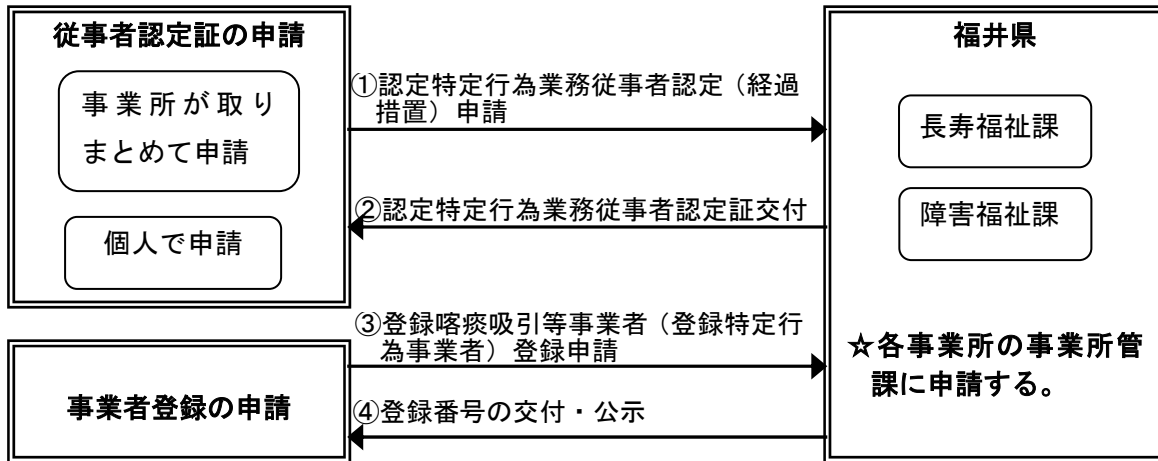 従事者認定証の申請
事業所が取り
まとめて申請
個人で申請
①認定特定行為業務従事者認定（経過
措置）申請
②認定特定行為業務従事者認定証交付
③登録喀痰吸引等事業者（登録特定行
為事業者）登録申請
④登録番号の交付・公示
事業者登録の申請
福井県
長寿福祉課
障害福祉課
☆各事業所の事業所管
課に申請する。